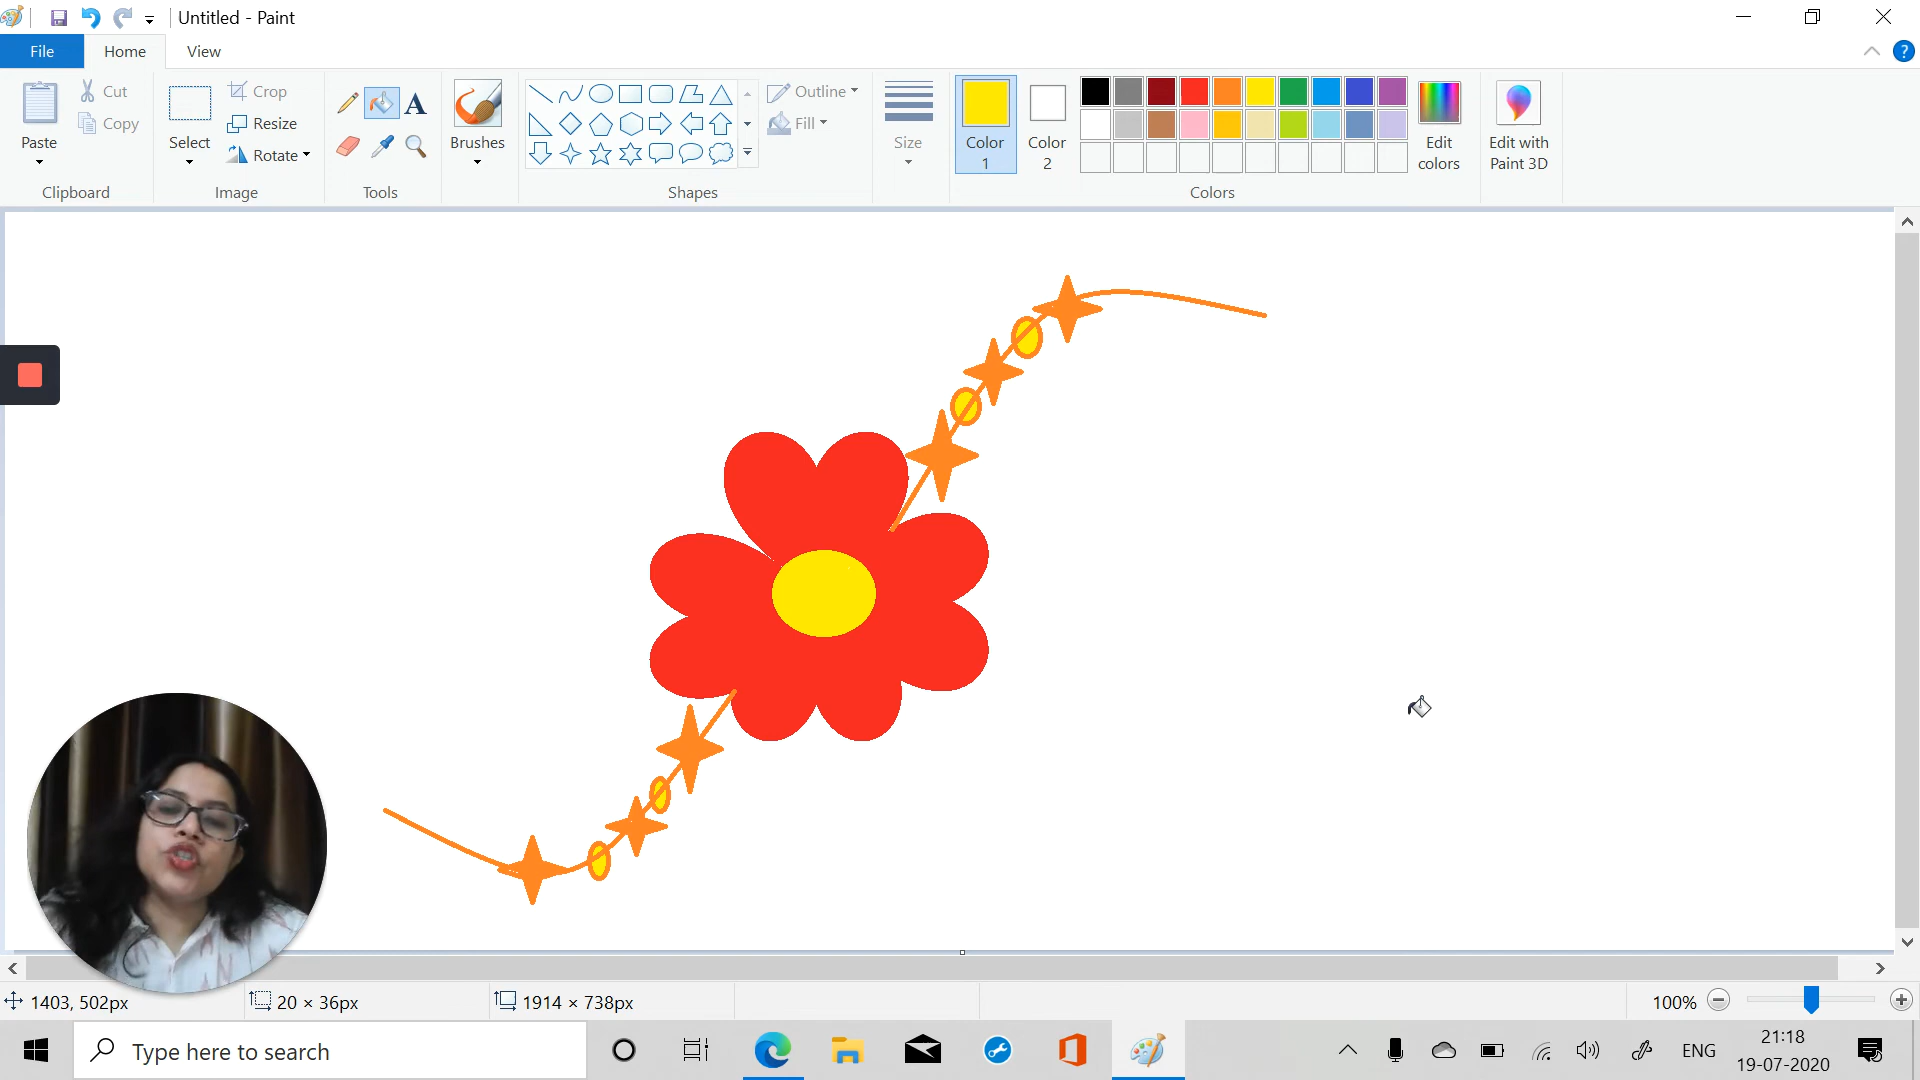 Untitled - Paint
File Home View
Paste Cut Copy Clipboard
Select Crop Resize Rotate Image
Tools
Brushes
Shapes
Outline Fill
Size
Color 1
Color 2
Colors
Edit colors
Edit with Paint 3D
1403, 502px 20 × 36px 1914 × 738px 100%
Type here to search
ENG
21:18
19-07-2020